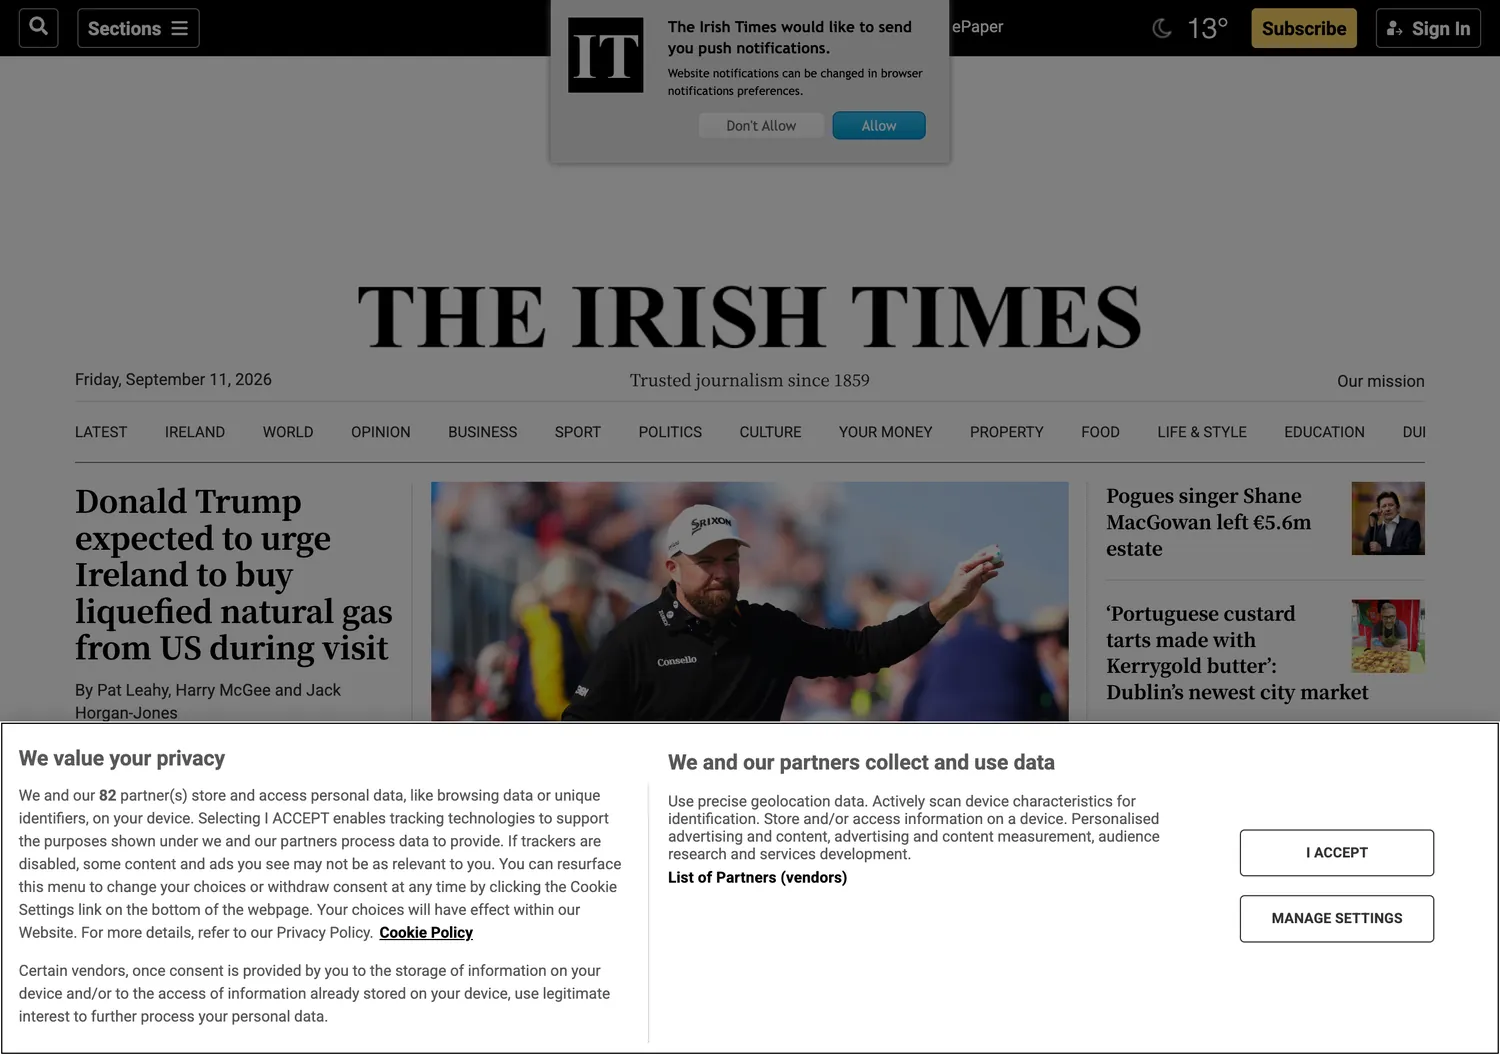 Sections
The Irish Times would like to send
you push notifications.
Website notifications can be changed in browser
notifications preferences.
Don't Allow
Allow
IT
ePaper
13°
Subscribe
Sign In
THE IRISH TIMES
Friday, September 11, 2026
Trusted journalism since 1859
Our mission
LATEST IRELAND WORLD OPINION BUSINESS SPORT POLITICS CULTURE YOUR MONEY PROPERTY FOOD LIFE & STYLE EDUCATION DUI
Donald Trump
expected to urge
Ireland to buy
liquefied natural gas
from US during visit
By Pat Leahy, Harry McGee and Jack
Horgan-Jones
SRIXON
Consello
Pogues singer Shane
MacGowan left €5.6m
estate
‘Portuguese custard
tarts made with
Kerrygold butter’:
Dublin’s newest city market
We value your privacy
We and our 82 partner(s) store and access personal data, like browsing data or unique
identifiers, on your device. Selecting I ACCEPT enables tracking technologies to support
the purposes shown under we and our partners process data to provide. If trackers are
disabled, some content and ads you see may not be as relevant to you. You can resurface
this menu to change your choices or withdraw consent at any time by clicking the Cookie
Settings link on the bottom of the webpage. Your choices will have effect within our
Website. For more details, refer to our Privacy Policy. Cookie Policy
Certain vendors, once consent is provided by you to the storage of information on your
device and/or to the access of information already stored on your device, use legitimate
interest to further process your personal data.
We and our partners collect and use data
Use precise geolocation data. Actively scan device characteristics for
identification. Store and/or access information on a device. Personalised
advertising and content, advertising and content measurement, audience
research and services development.
List of Partners (vendors)
I ACCEPT
MANAGE SETTINGS